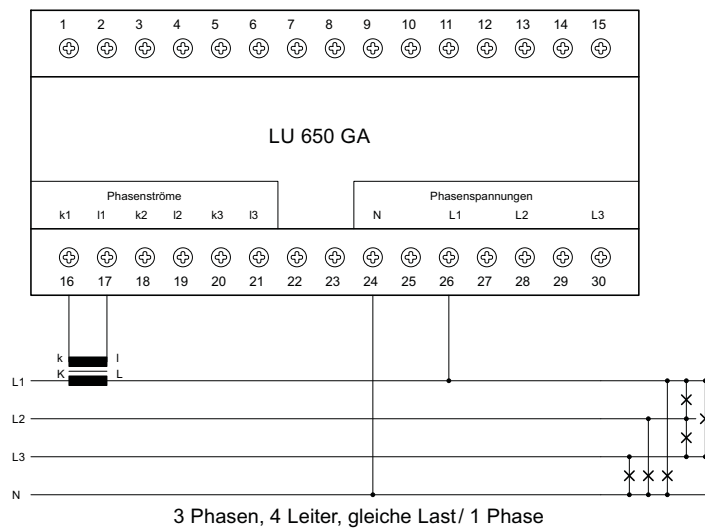 1 2 3 4 5 6 7 8 9 10 11 12 13 14 15
LU 650 GA
Phasenströme Phasenspannungen
k1 l1 k2 l2 k3 l3 N L1 L2 L3
16 17 18 19 20 21 22 23 24 25 26 27 28 29 30
k l
K L
L1
L2
L3
N
3 Phasen, 4 Leiter, gleiche Last/ 1 Phase